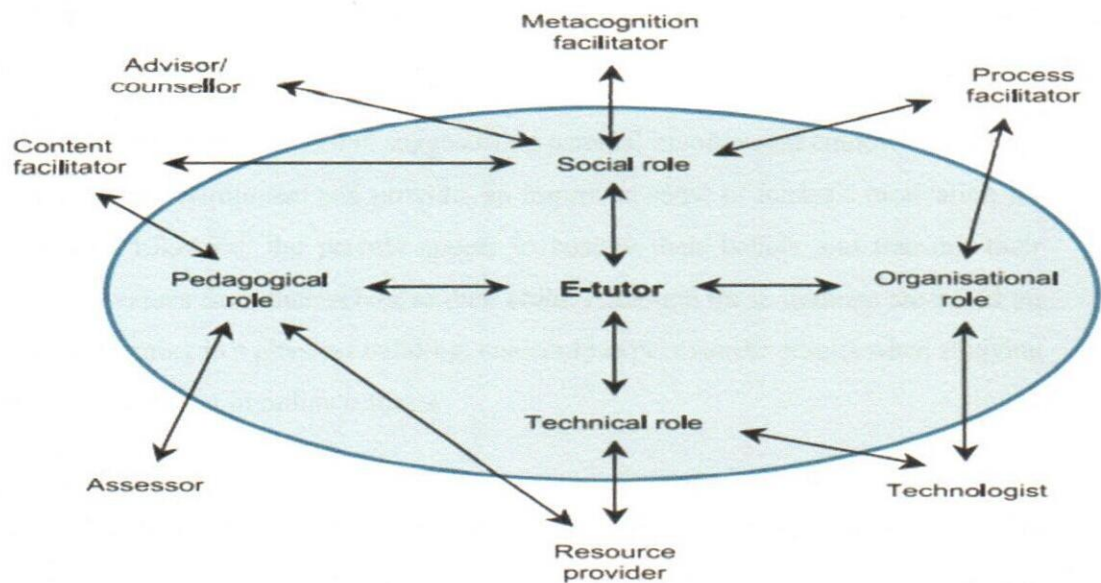 Metacognition
facilitator
Advisor/
counsellor
Process
facilitator
Content
facilitator
Social role
Pedagogical
role
E-tutor
Organisational
role
Technical role
Assessor
Technologist
Resource
provider